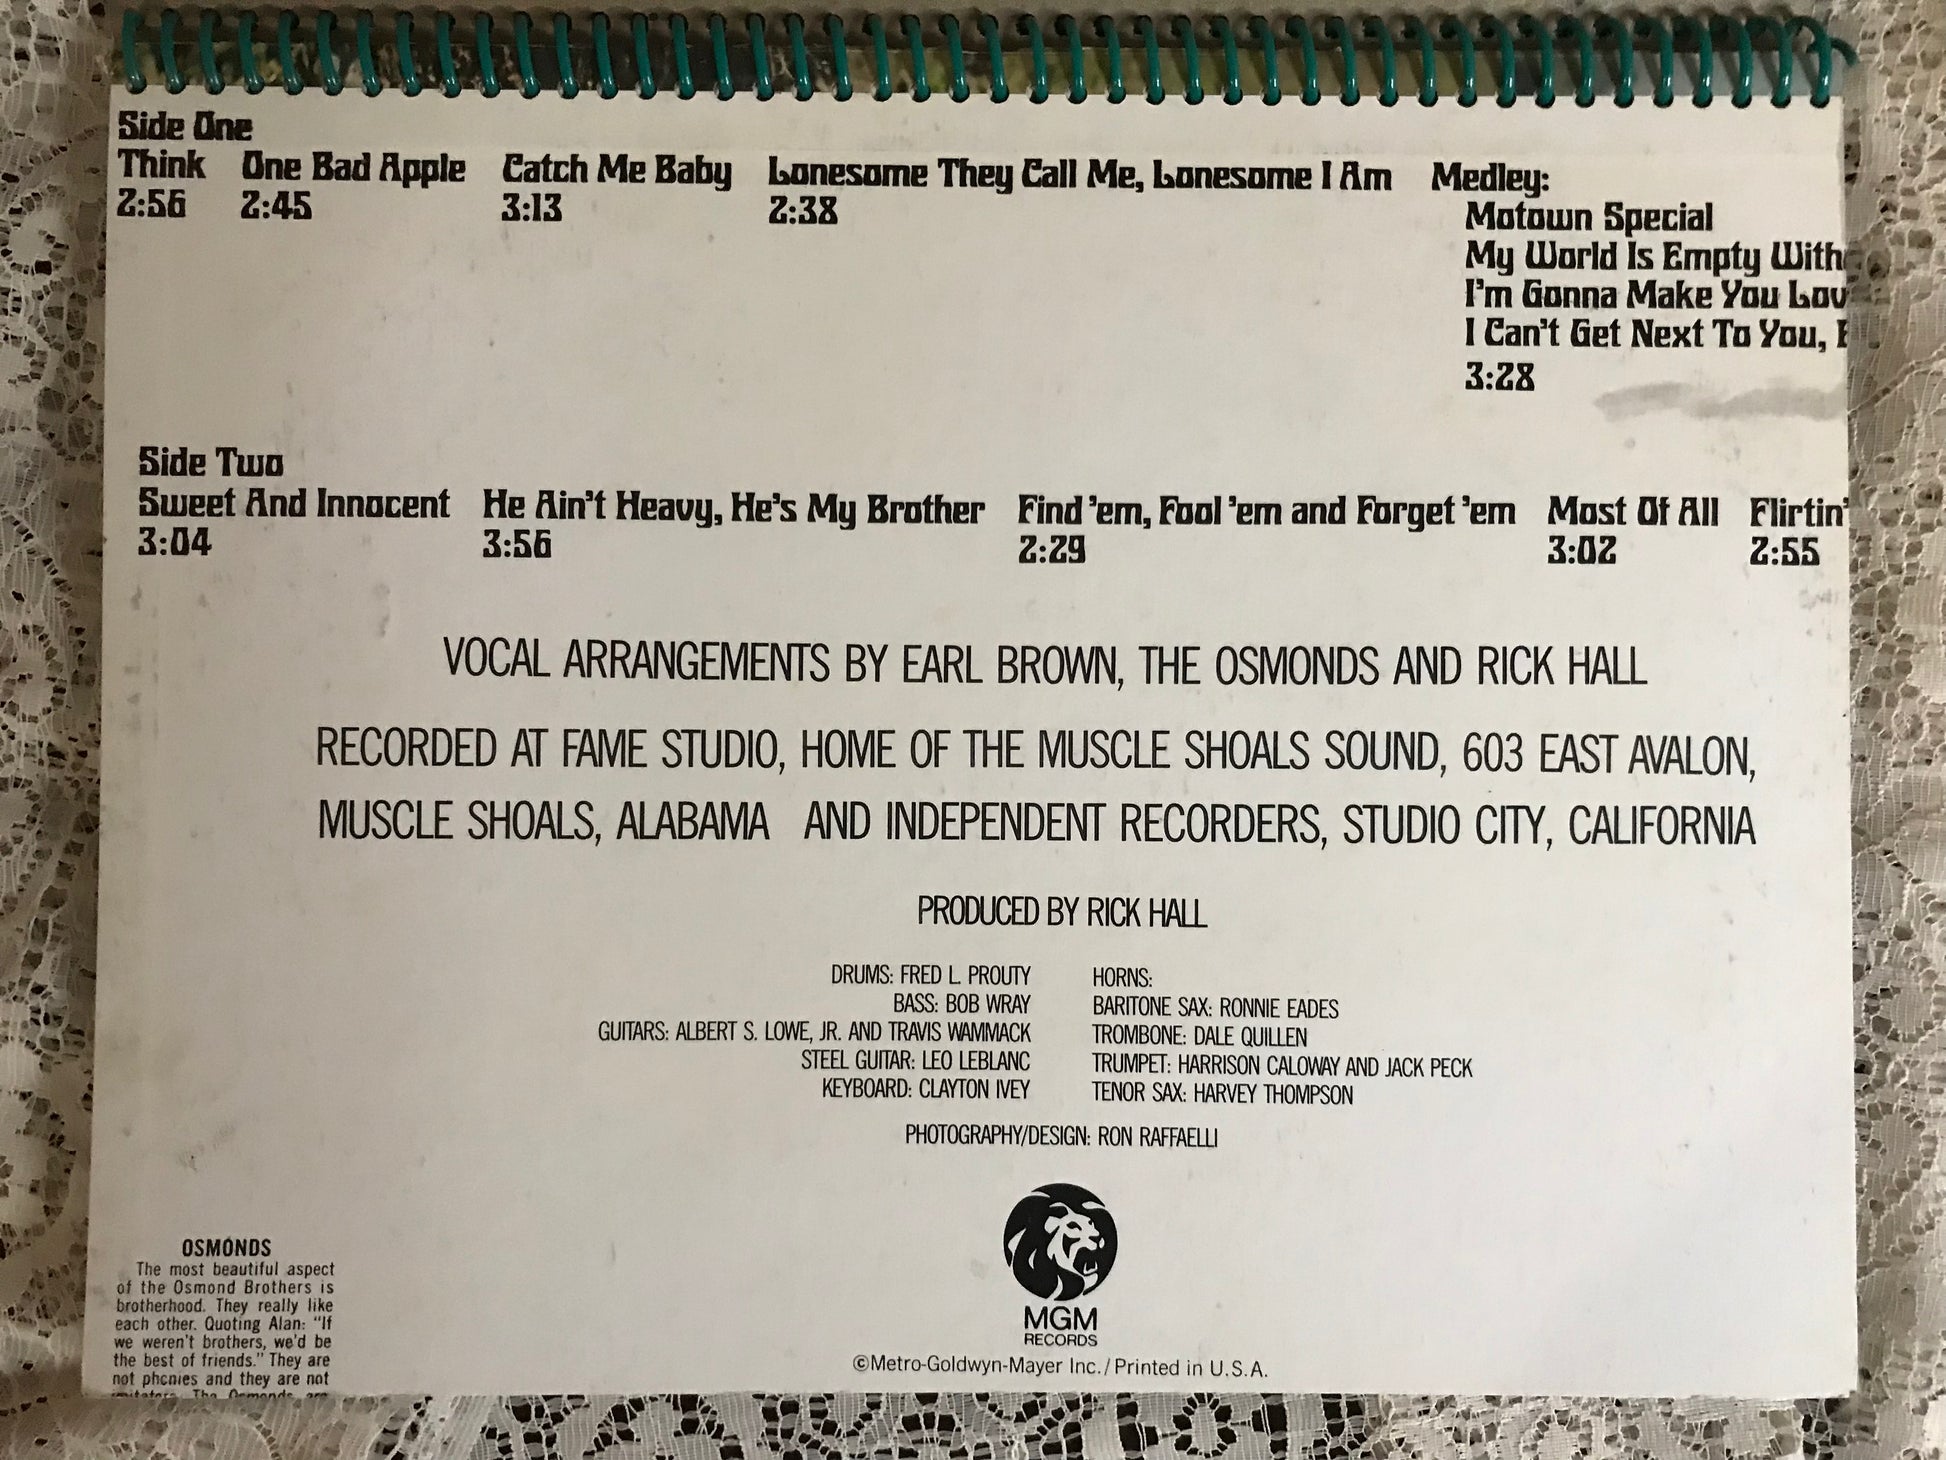 Side One
Think One Bad Apple Catch Me Baby Lonesome They Call Me, Lonesome I Am Medley:
2:56 2:45 3:13 2:38
Motown Special
My World Is Empty With
I'm Gonna Make You Lov
I Can't Get Next To You,
3:28
Side Two
Sweet And Innocent He Ain't Heavy, He's My Brother Find 'em, Fool 'em and Forget 'em Most Of All Flirtin'
3:04 3:56 2:29 3:02 2:55
VOCAL ARRANGEMENTS BY EARL BROWN, THE OSMONDS AND RICK HALL
RECORDED AT FAME STUDIO, HOME OF THE MUSCLE SHOALS SOUND, 603 EAST AVALON,
MUSCLE SHOALS, ALABAMA AND INDEPENDENT RECORDERS, STUDIO CITY, CALIFORNIA
PRODUCED BY RICK HALL
DRUMS: FRED L. PROUTY
BASS: BOB WRAY
GUITARS: ALBERT S. LOWE, JR. AND TRAVIS WAMMACK
STEEL GUITAR: LEO LEBLANC
KEYBOARD: CLAYTON IVEY
HORNS:
BARITONE SAX: RONNIE EADES
TROMBONE: DALE QUILLEN
TRUMPET: HARRISON CALOWAY AND JACK PECK
TENOR SAX: HARVEY THOMPSON
PHOTOGRAPHY/DESIGN: RON RAFFAELLI
OSMONDS
The most beautiful aspect
of the Osmond Brothers is
brotherhood. They really like
each other. Quoting Alan: "If
we weren't brothers, we'd be
the best of friends." They are
not phonies and they are not
The Osmonds are
MGM
RECORDS
©Metro-Goldwyn-Mayer Inc./Printed in U.S.A.